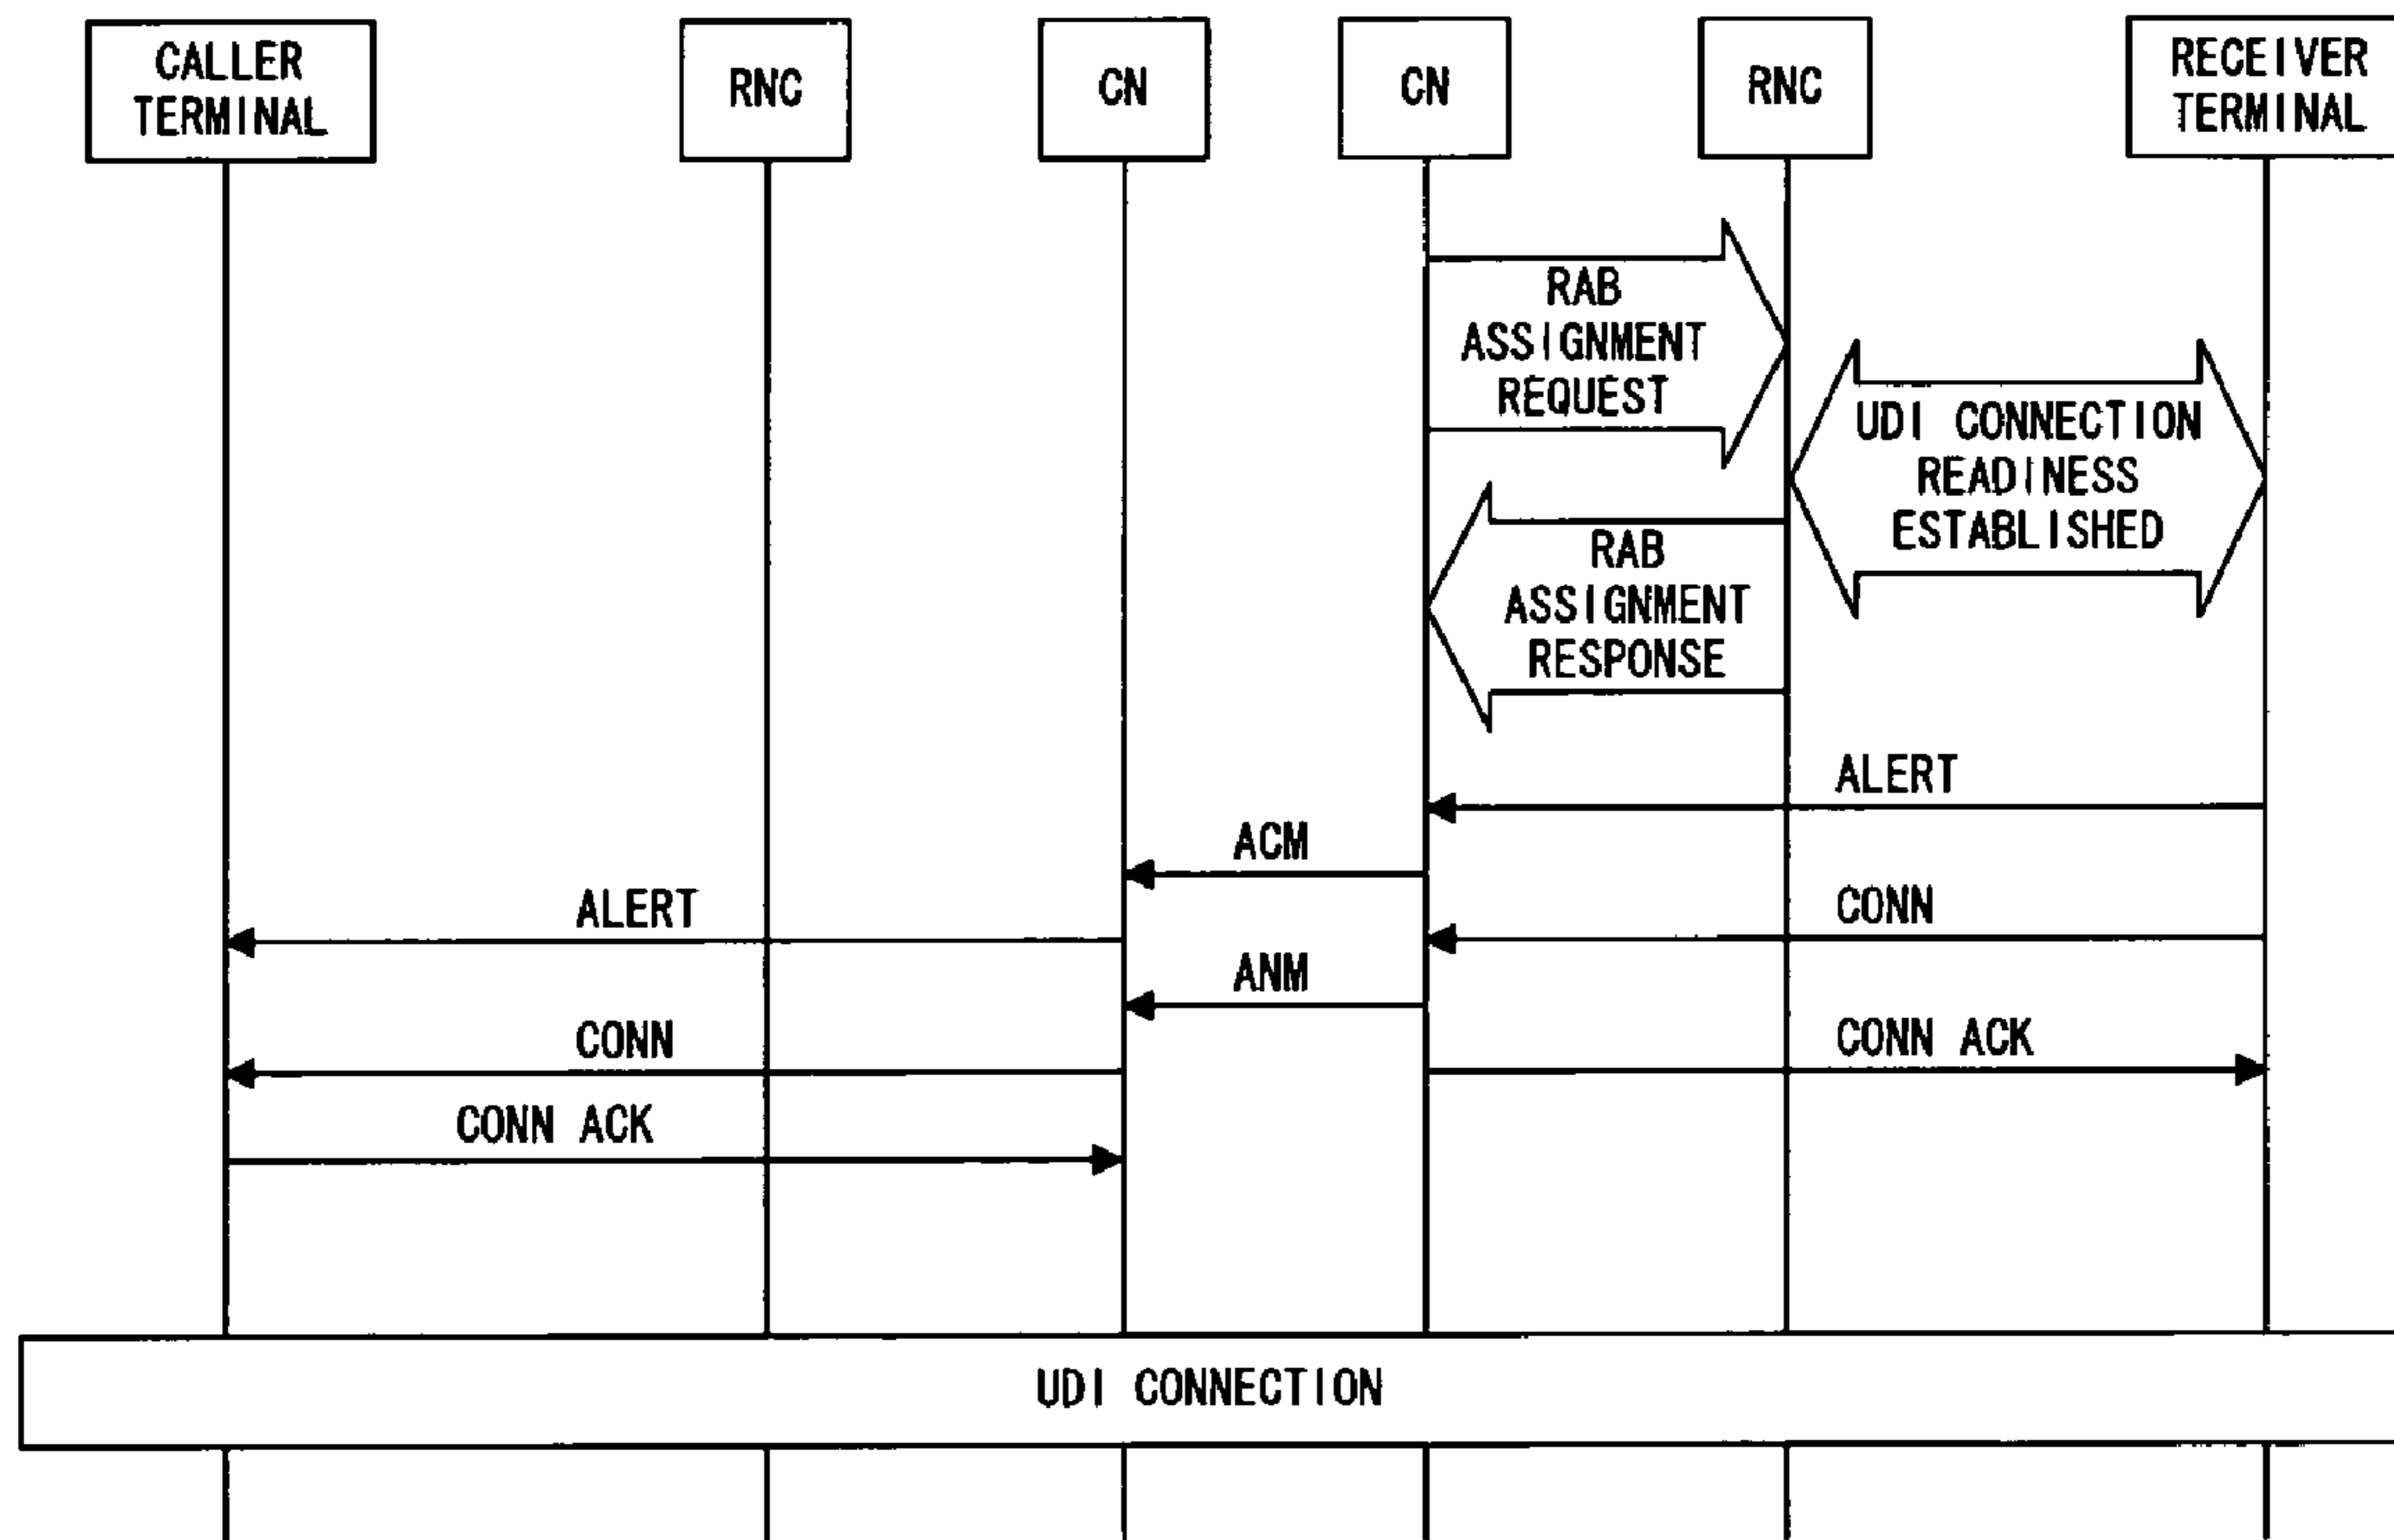 CALLER
TERMINAL
RNC
CN
CN
RNC
RECEIVER
TERMINAL
RAB
ASSIGNMENT
REQUEST
UDI CONNECTION
READINESS
ESTABLISHED
RAB
ASSIGNMENT
RESPONSE
ALERT
ACM
ALERT
CONN
ANM
CONN
CONN ACK
CONN ACK
UDI CONNECTION